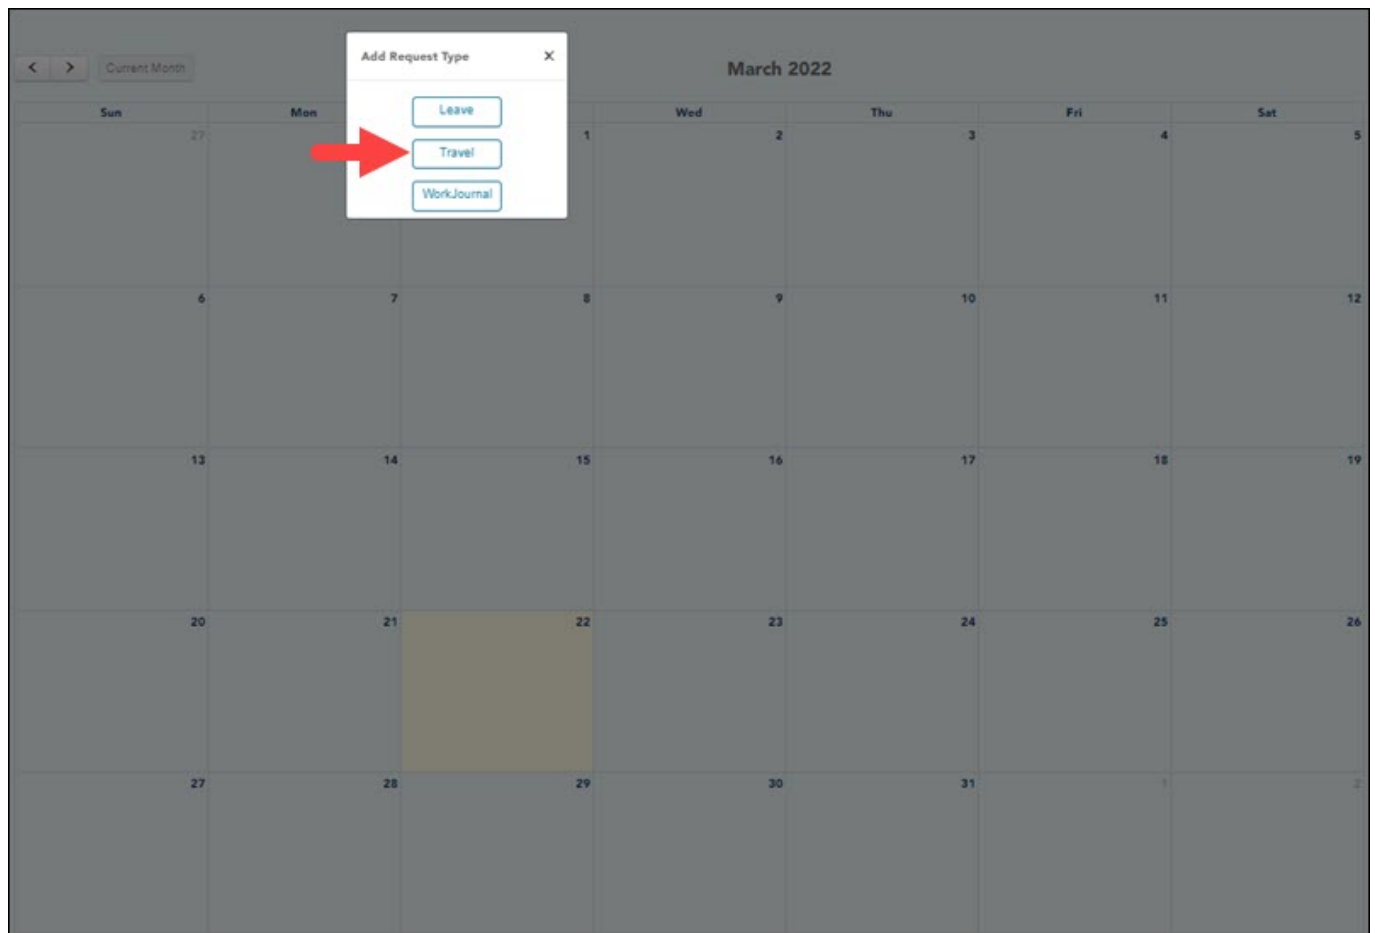 Add Request Type ×
< > Current Month March 2022
Leave
Sun Mon Wed Thu Fri Sat
27 1 2 3 4 5
Travel
WorkJournal
6 7 8 9 10 11 12
13 14 15 16 17 18 19
20 21 22 23 24 25 26
27 28 29 30 31 1 2